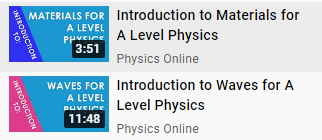 INTRODUCTION TO:
MATERIALS FOR
A LEVEL
PHYSICS
3:51
Introduction to Materials for
A Level Physics
Physics Online
INTRODUCTION TO:
WAVES FOR
A LEVEL
PHYSICS
11:48
Introduction to Waves for A
Level Physics
Physics Online